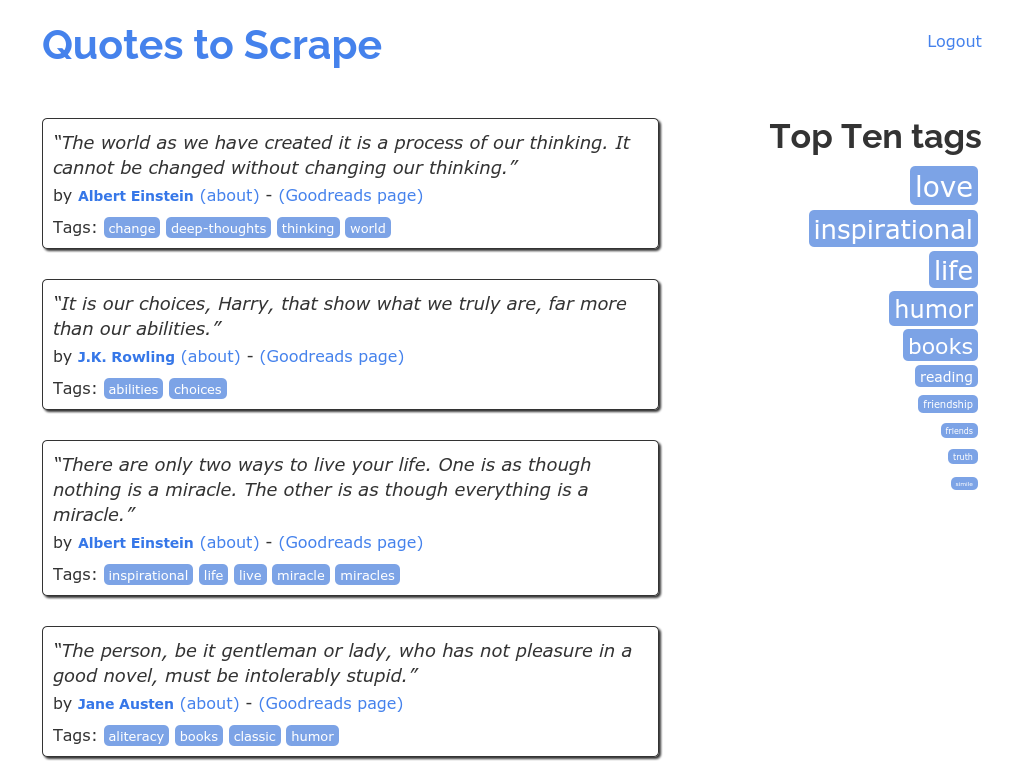 Quotes to Scrape
Logout
“The world as we have created it is a process of our thinking. It
cannot be changed without changing our thinking.”
by Albert Einstein (about) - (Goodreads page)
Tags: change deep-thoughts thinking world
“It is our choices, Harry, that show what we truly are, far more
than our abilities.”
by J.K. Rowling (about) - (Goodreads page)
Tags: abilities choices
“There are only two ways to live your life. One is as though
nothing is a miracle. The other is as though everything is a
miracle.”
by Albert Einstein (about) - (Goodreads page)
Tags: inspirational life live miracle miracles
“The person, be it gentleman or lady, who has not pleasure in a
good novel, must be intolerably stupid.”
by Jane Austen (about) - (Goodreads page)
Tags: aliteracy books classic humor
Top Ten tags
love
inspirational
life
humor
books
reading
friendship
friends
truth
simile